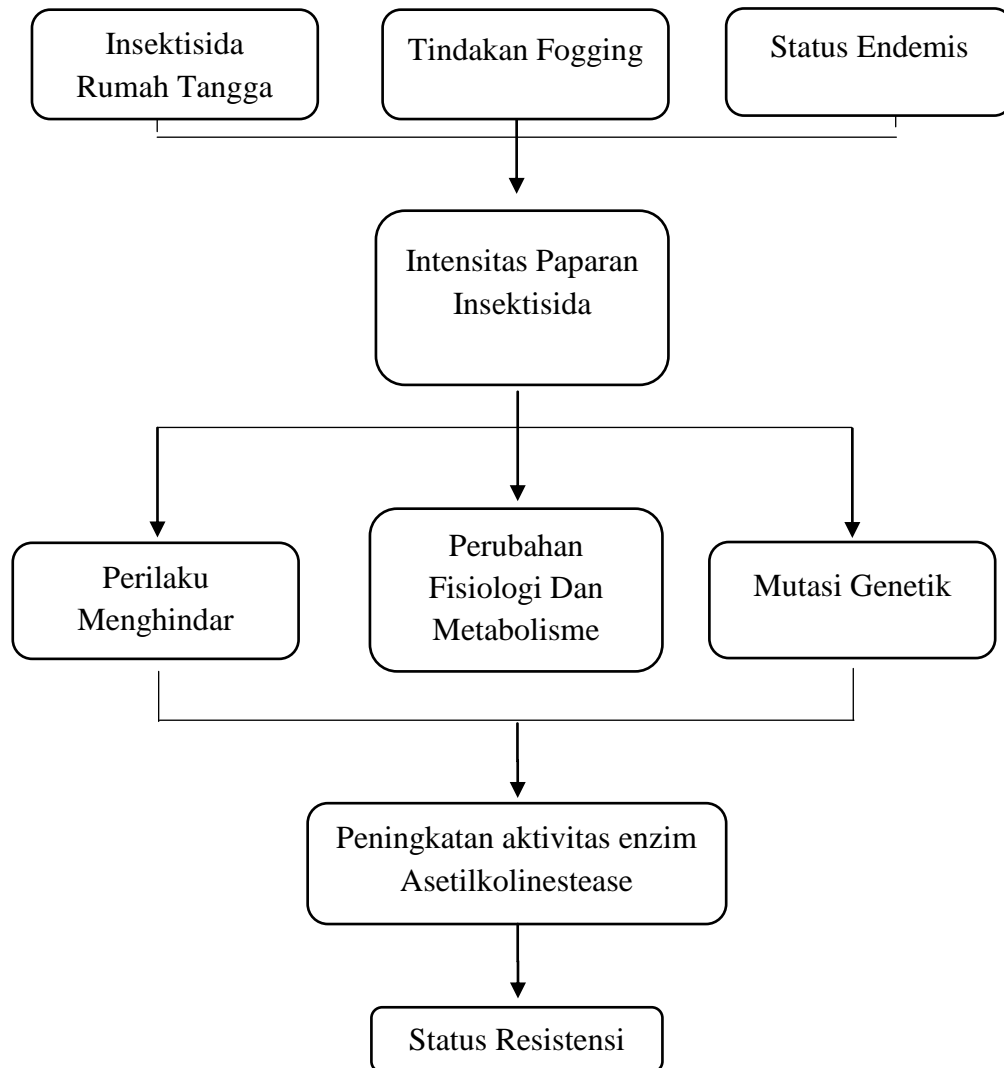 Insektisida
Rumah Tangga
Tindakan Fogging
Status Endemis
Intensitas Paparan
Insektisida
Perilaku
Menghindar
Perubahan
Fisiologi Dan
Metabolisme
Mutasi Genetik
Peningkatan aktivitas enzim
Asetilkolinestease
Status Resistensi